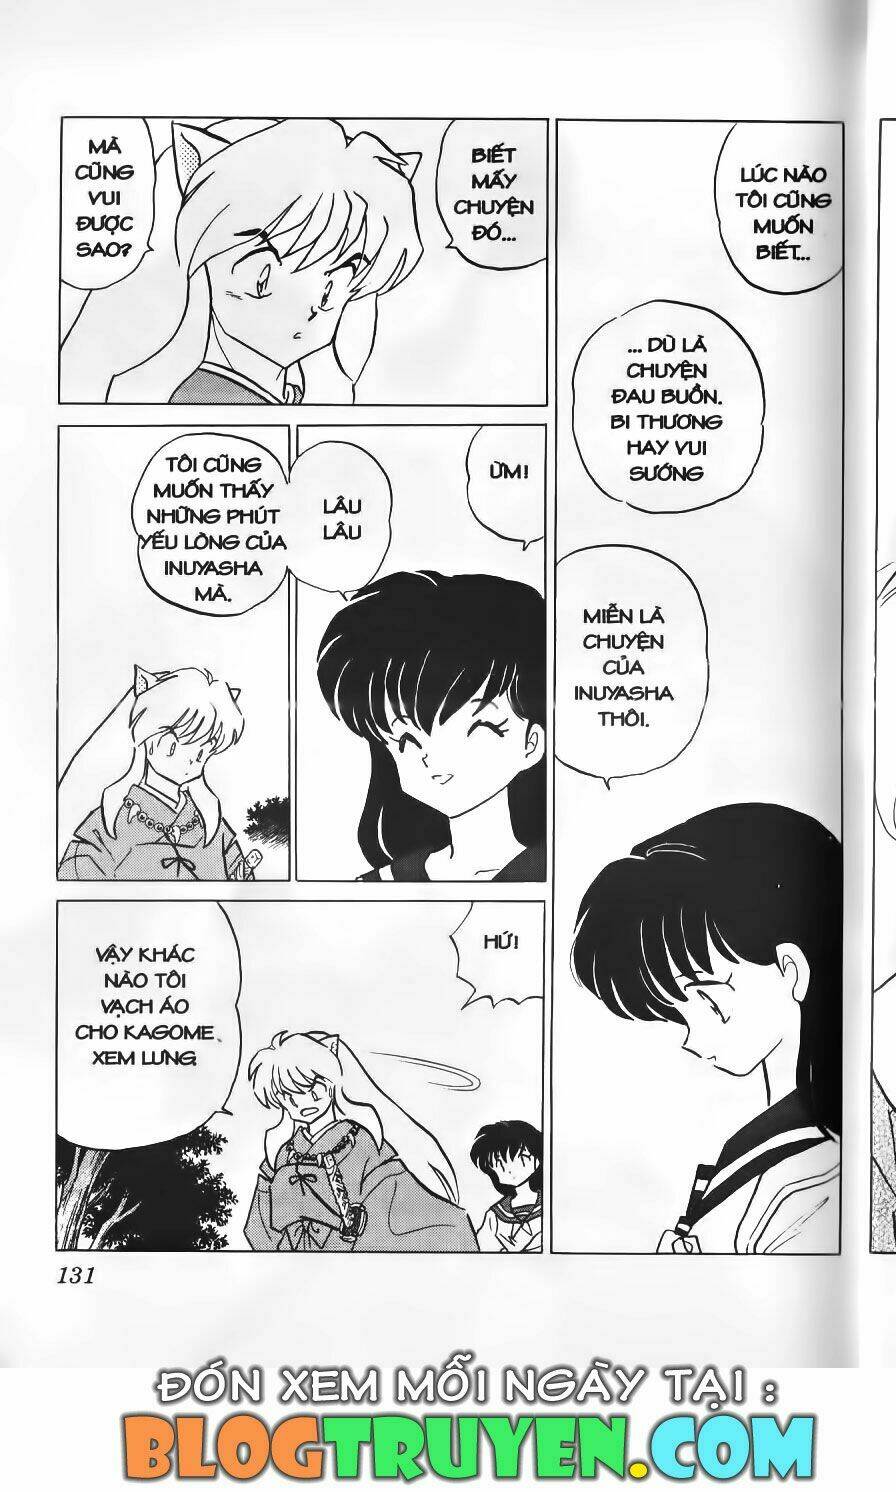 LÚC NÀO
TÔI CŨNG
MUỐN
BIẾT...
... DÙ LÀ
CHUYỆN
ĐAU BUỒN.
BI THƯƠNG
HAY VUI
SƯỚNG
MIỄN LÀ
CHUYỆN
CỦA
INUYASHA
THÔI.
BIẾT
MẤY
CHUYỆN
ĐÓ...
MÀ
CŨNG
VUI
ĐƯỢC
SAO?
ỪM!
LÂU
LÂU
TÔI CŨNG
MUỐN THẤY
NHỮNG PHÚT
YẾU LÒNG CỦA
INUYASHA
MÀ.
HỨ!
VẬY KHÁC
NÀO TÔI
VẠCH ÁO
CHO KAGOME
XEM LƯNG.
131
ĐÓN XEM MỖI NGÀY TẠI :
BLOGTRUYEN.COM